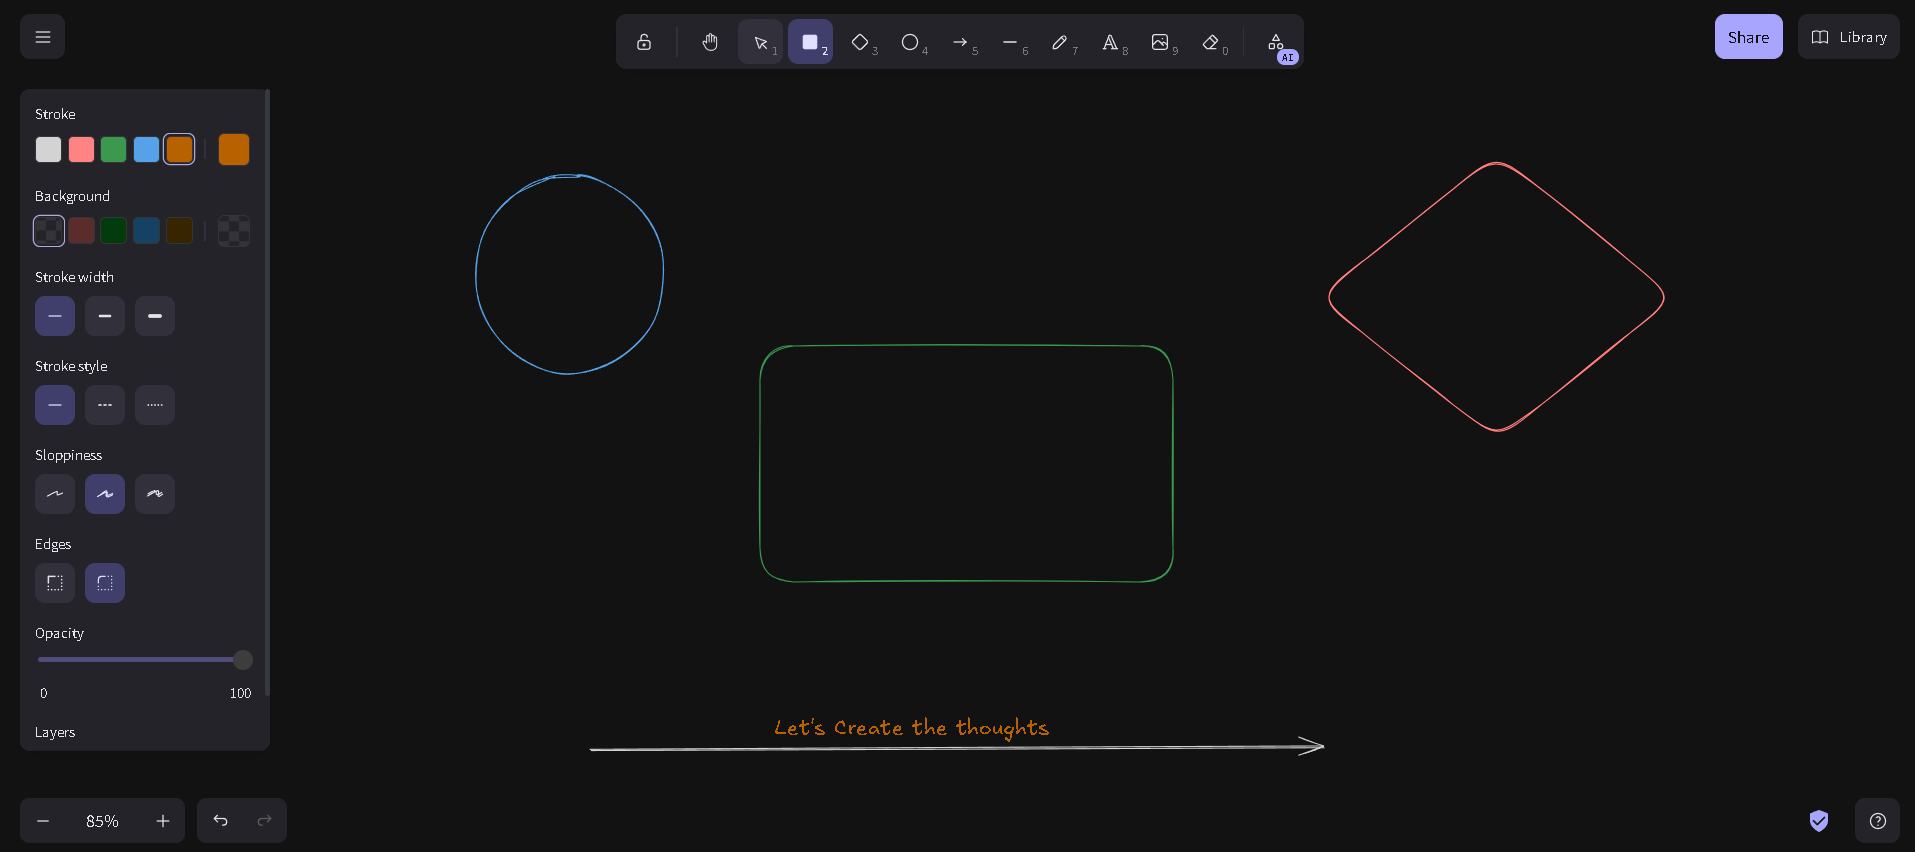 1
2
3
4
5
6
7
8
9
0
AI
Share
Library
Stroke
Background
Stroke width
Stroke style
Sloppiness
Edges
Opacity
0 100
Layers
Let's Create the thoughts
85%